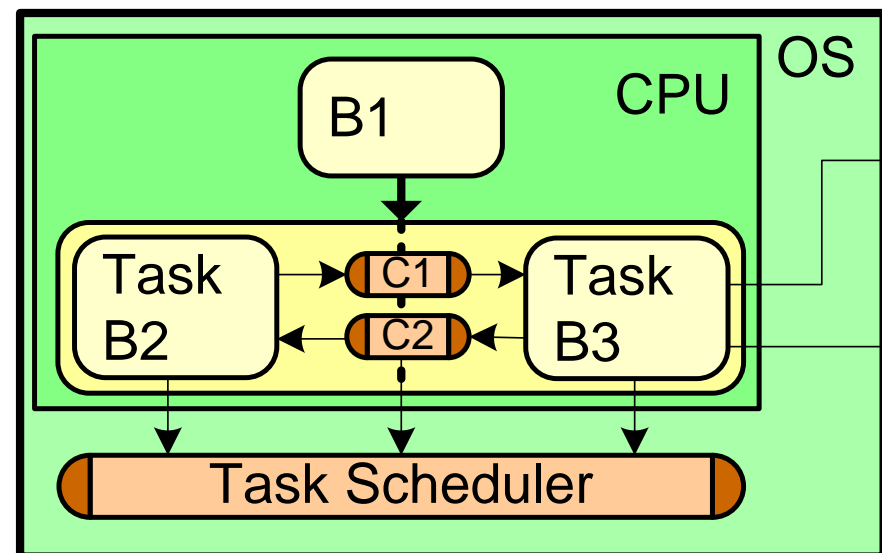 OS
CPU
B1
Task
B2
C1
C2
Task
B3
Task Scheduler